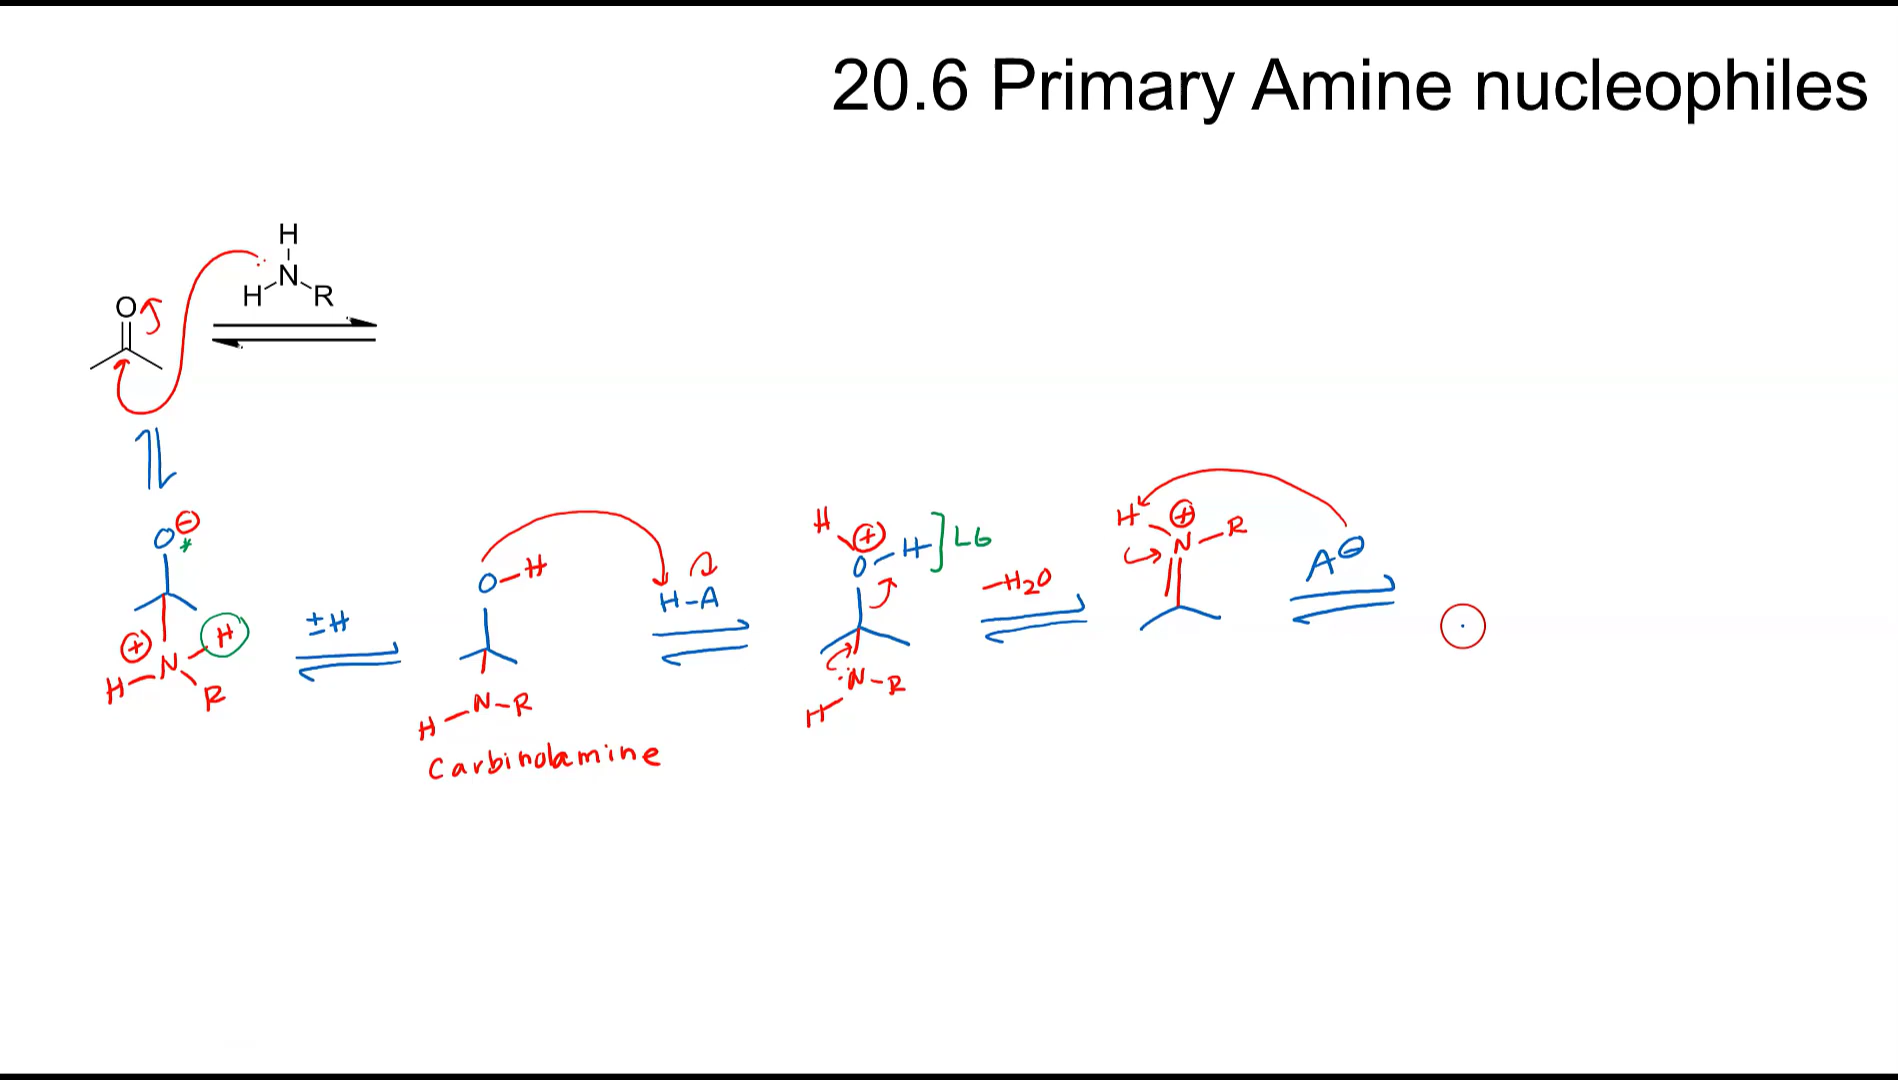 20.6 Primary Amine nucleophiles
H
N
H R
O
O ⊖
*
⊕ H
N
H R
±H
O-H
N-R
H
Carbinolamine
H-A
H ⊕
O-H ] LG
N-R
H
-H₂O
H ⊕
N-R
A⊖